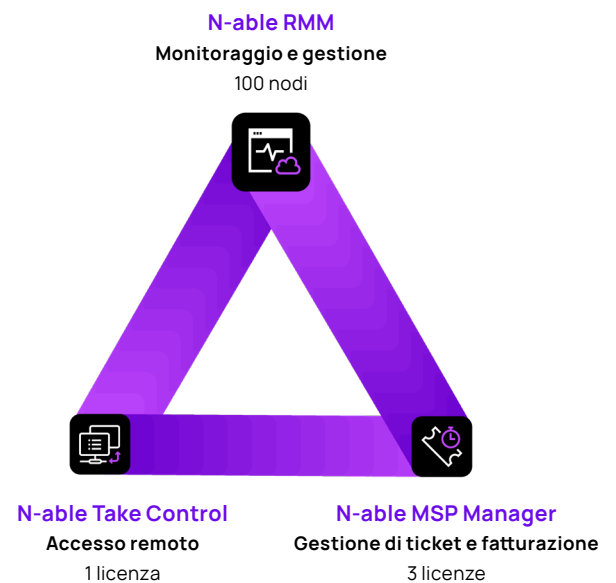 N-able RMM
Monitoraggio e gestione
100 nodi
N-able Take Control
Accesso remoto
1 licenza
N-able MSP Manager
Gestione di ticket e fatturazione
3 licenze